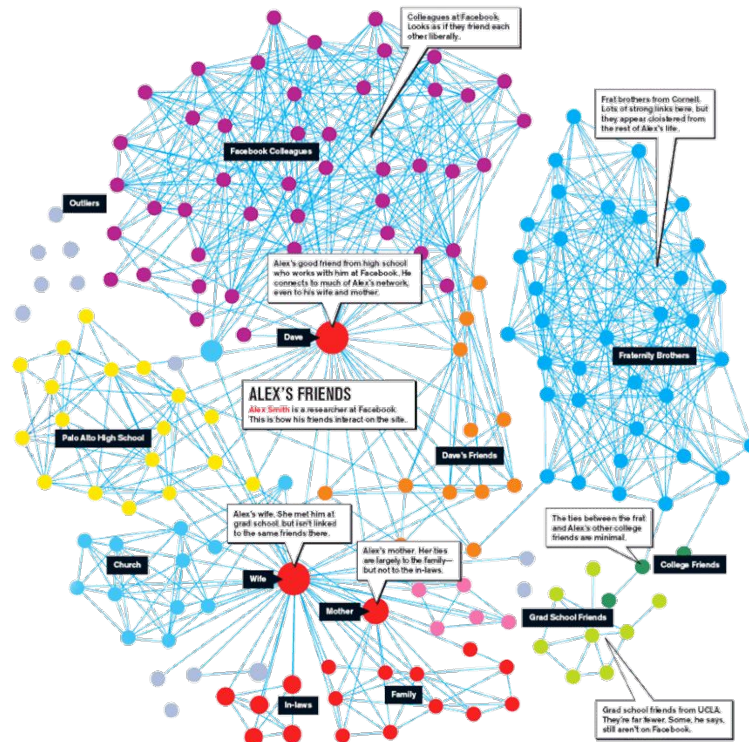 Colleagues at Facebook.
Looks as if they friend each
other liberally.
Frat brothers from Cornell.
Lots of strong links here, but
they appear cloistered from
the rest of Alex's life.
Facebook Colleagues
Outliers
Alex's good friend from high school
who works with him at Facebook. He
connects to much of Alex's network,
even to his wife and mother.
Dave
Fraternity Brothers
ALEX'S FRIENDS
Alex Smith is a researcher at Facebook.
This is how his friends interact on the site.
Palo Alto High School
Dave's Friends
Alex's wife. She met him at
grad school, but isn't linked
to the same friends there.
The ties between the frat
and Alex's other college
friends are minimal.
Alex's mother. Her ties
are largely to the family—
but not to the in-laws.
Church
College Friends
Wife
Mother
Grad School Friends
In-laws
Family
Grad school friends from UCLA.
They're far fewer. Some, he says,
still aren't on Facebook.